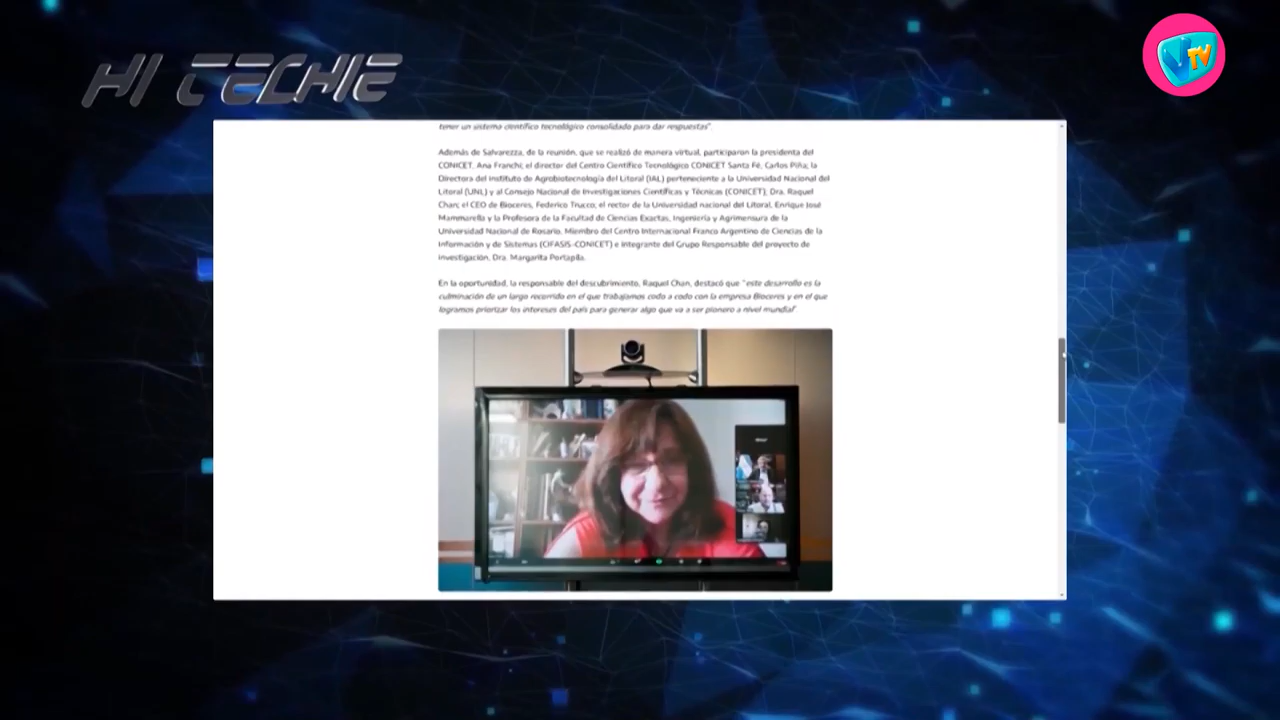 HI TECHIE
TV
tener un sistema científico tecnológico consolidado para dar respuestas".
Además de Salvarezza, de la reunión, que se realizó de manera virtual, participaron la presidenta del
CONICET, Ana Franchi; el director del Centro Científico Tecnológico CONICET Santa Fé, Carlos Piña; la
Directora del Instituto de Agrobiotecnología del Litoral (IAL) perteneciente a la Universidad Nacional del
Litoral (UNL) y al Consejo Nacional de Investigaciones Científicas y Técnicas (CONICET); Dra. Raquel
Chan; el CEO de Bioceres, Federico Trucco, el rector de la Universidad nacional del Litoral, Enrique José
Mammarella y la Profesora de la Facultad de Ciencias Exactas, Ingeniería y Agrimensura de la
Universidad Nacional de Rosario, Miembro del Centro Internacional Franco Argentino de Ciencias de la
Información y de Sistemas (CIFASIS-CONICET) e integrante del Grupo Responsable del proyecto de
investigación, Dra. Margarita Portapila.
En la oportunidad, la responsable del descubrimiento, Raquel Chan, destacó que "este desarrollo es la
culminación de un largo recorrido en el que trabajamos codo a codo con la empresa Bioceres y en el que
logramos priorizar los intereses del país para generar algo que va a ser pionero a nivel mundial"